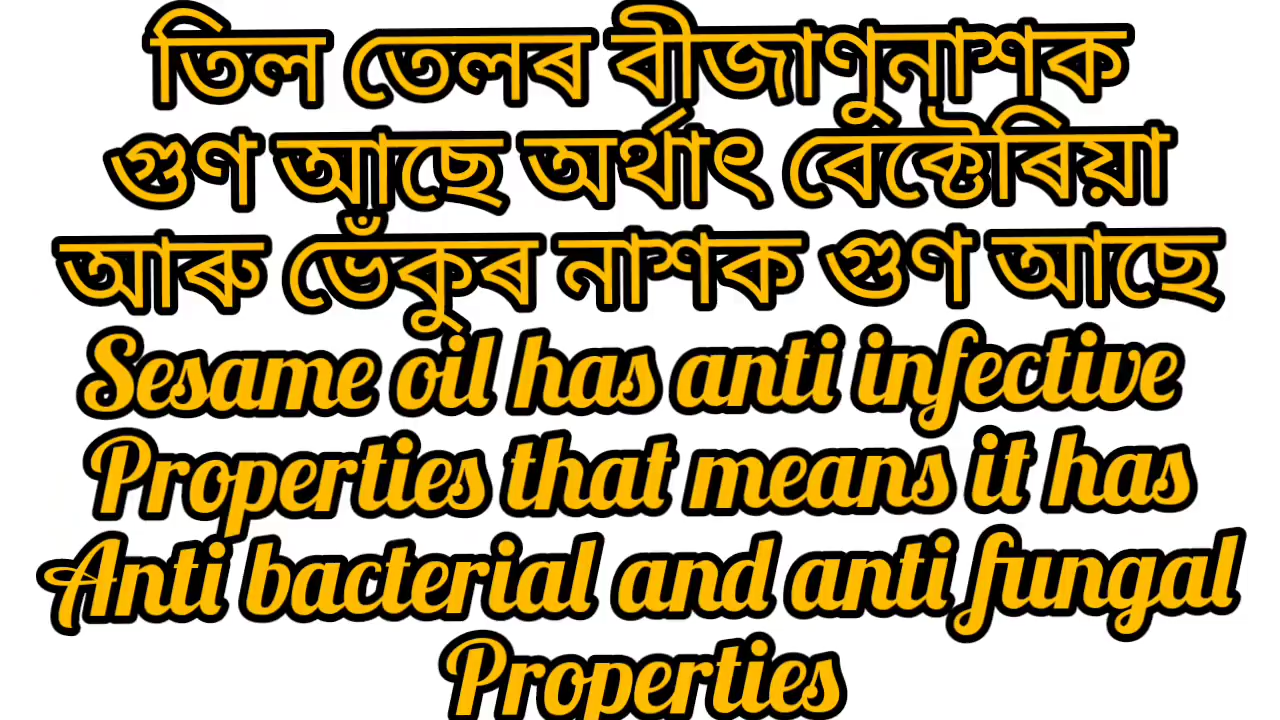 তিল তেলৰ বীজাণুনাশক
গুণ আছে অৰ্থাৎ বেক্টেৰিয়া
আৰু ভেঁকুৰ নাশক গুণ আছে
Sesame oil has anti infective
Properties that means it has
Anti bacterial and anti fungal
Properties